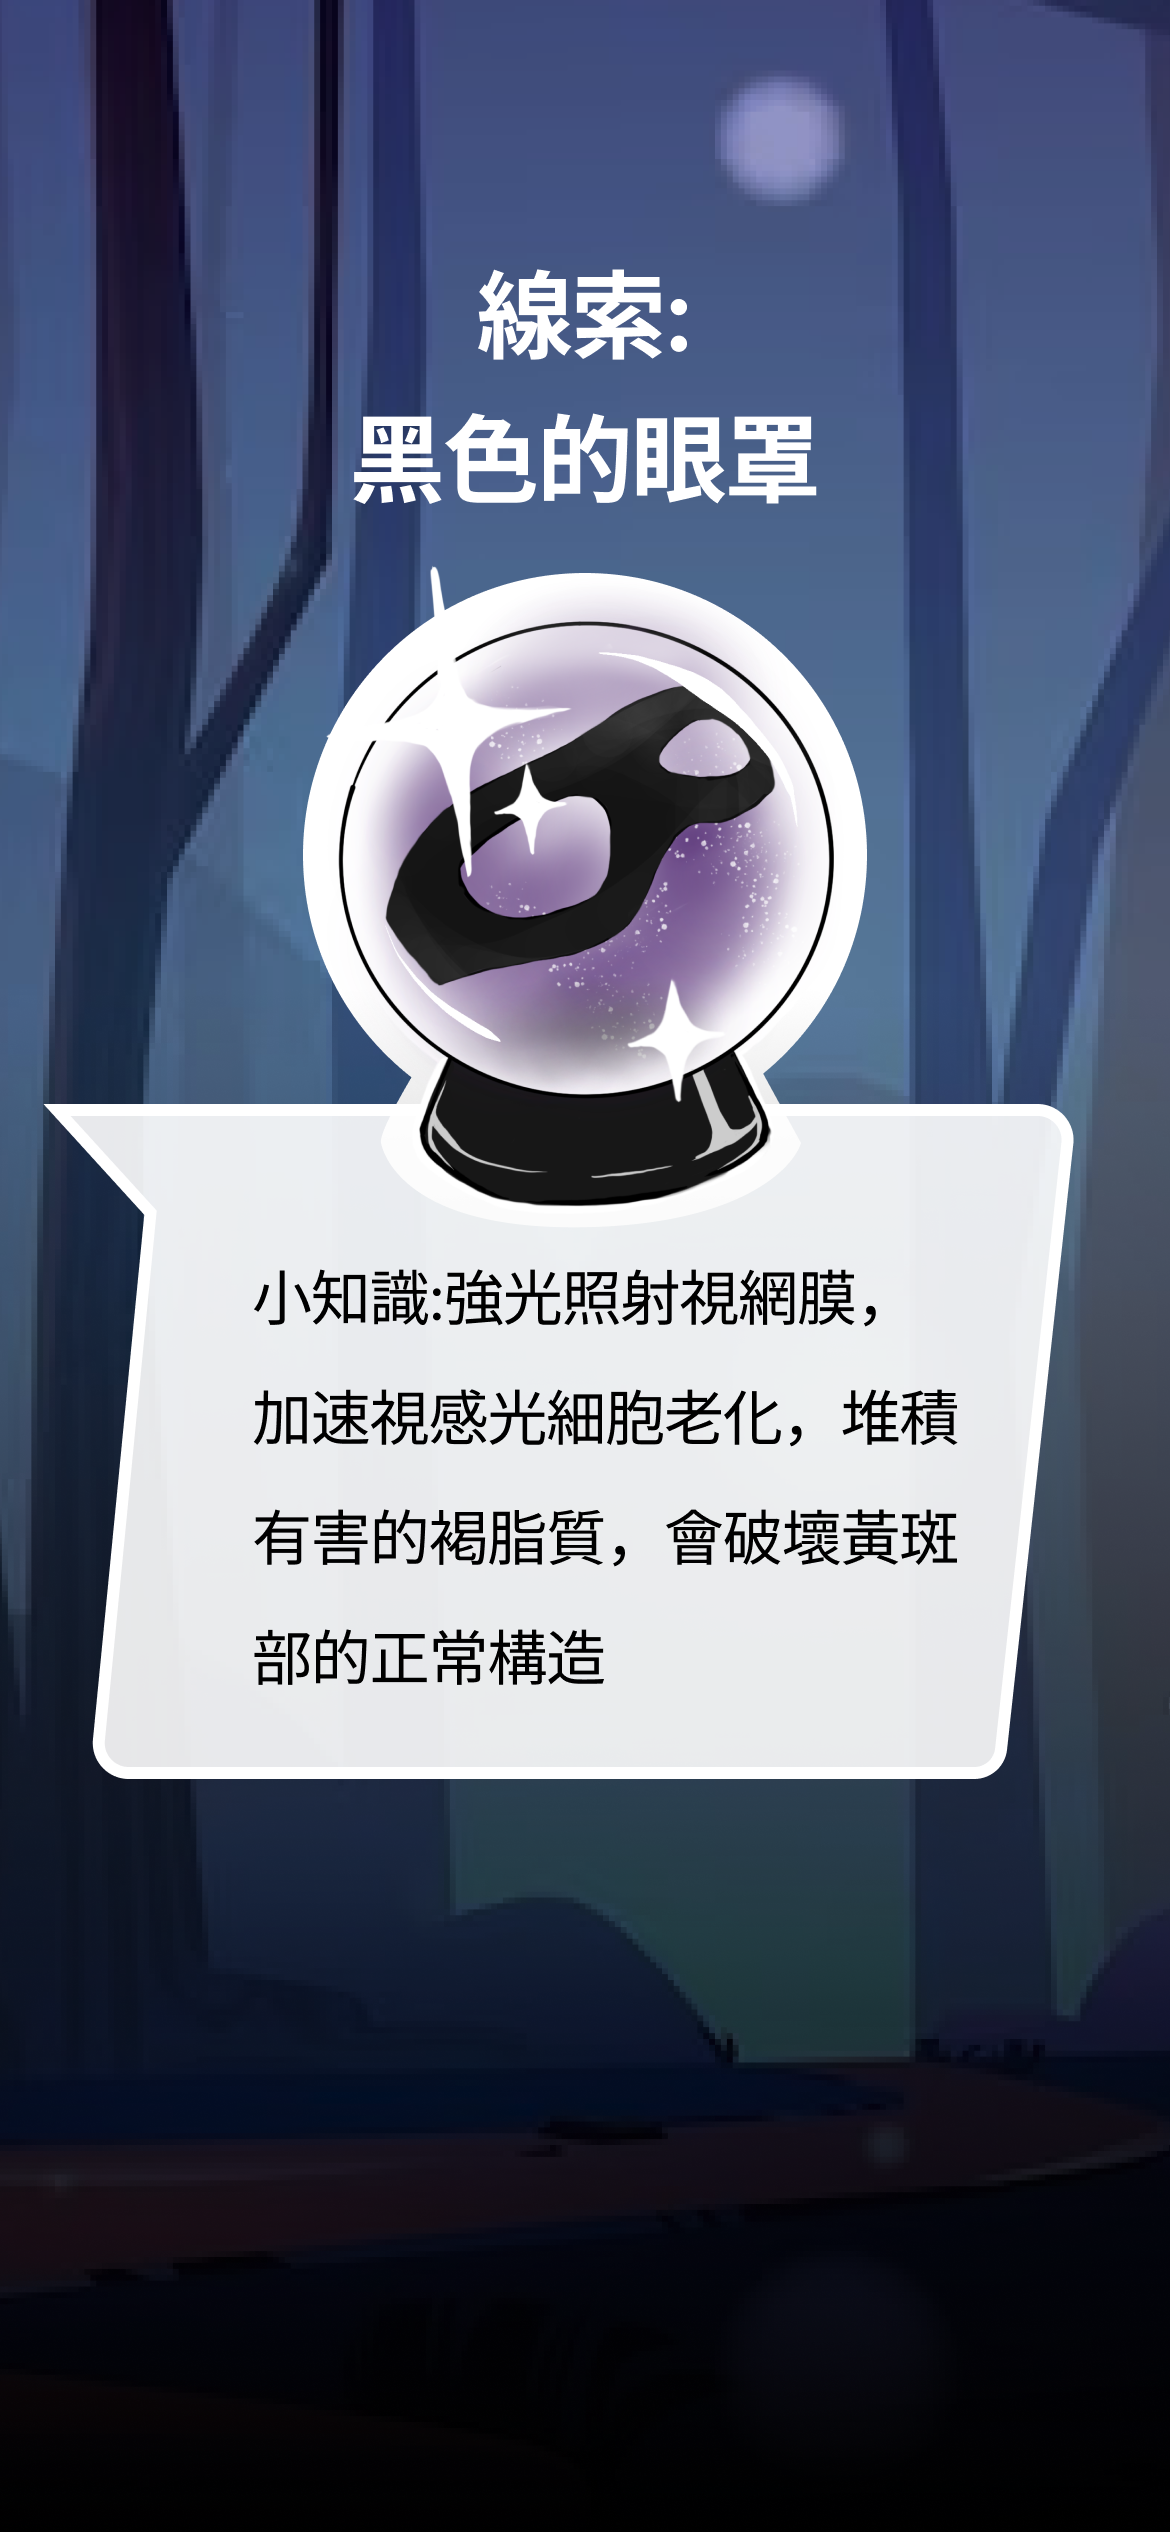 線索:
黑色的眼罩
小知識:強光照射視網膜，
加速視感光細胞老化，堆積
有害的褐脂質，會破壞黃斑
部的正常構造